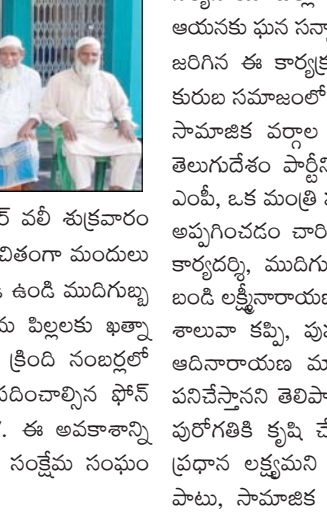 ర్ వలీ శుక్రవారం
చితంగా మందులు
ఉండి ముదిగుబ్బ
పిల్లలకు ఖత్నా
క్రింది నంబర్లలో
పదించాల్సిన ఫోన్
. ఈ అవకాశాన్ని
సంక్షేమ సంఘం
ఆయనకు ఘన సన్మా
జరిగిన ఈ కార్యక్ర
కురుబ సమాజంలో
సామాజిక వర్గాల
తెలుగుదేశం పార్టీని
ఎంపీ, ఒక మంత్రి
అప్పగించడం చారి
కార్యదర్శి, ముదిగు
బండి లక్ష్మీనారాయణ
శాలువా కప్పి, పు
ఆదినారాయణ మా
పనిచేస్తానని తెలిపా
పురోగతికి కృషి చే
ప్రధాన లక్ష్యమని
పాటు, సామాజిక